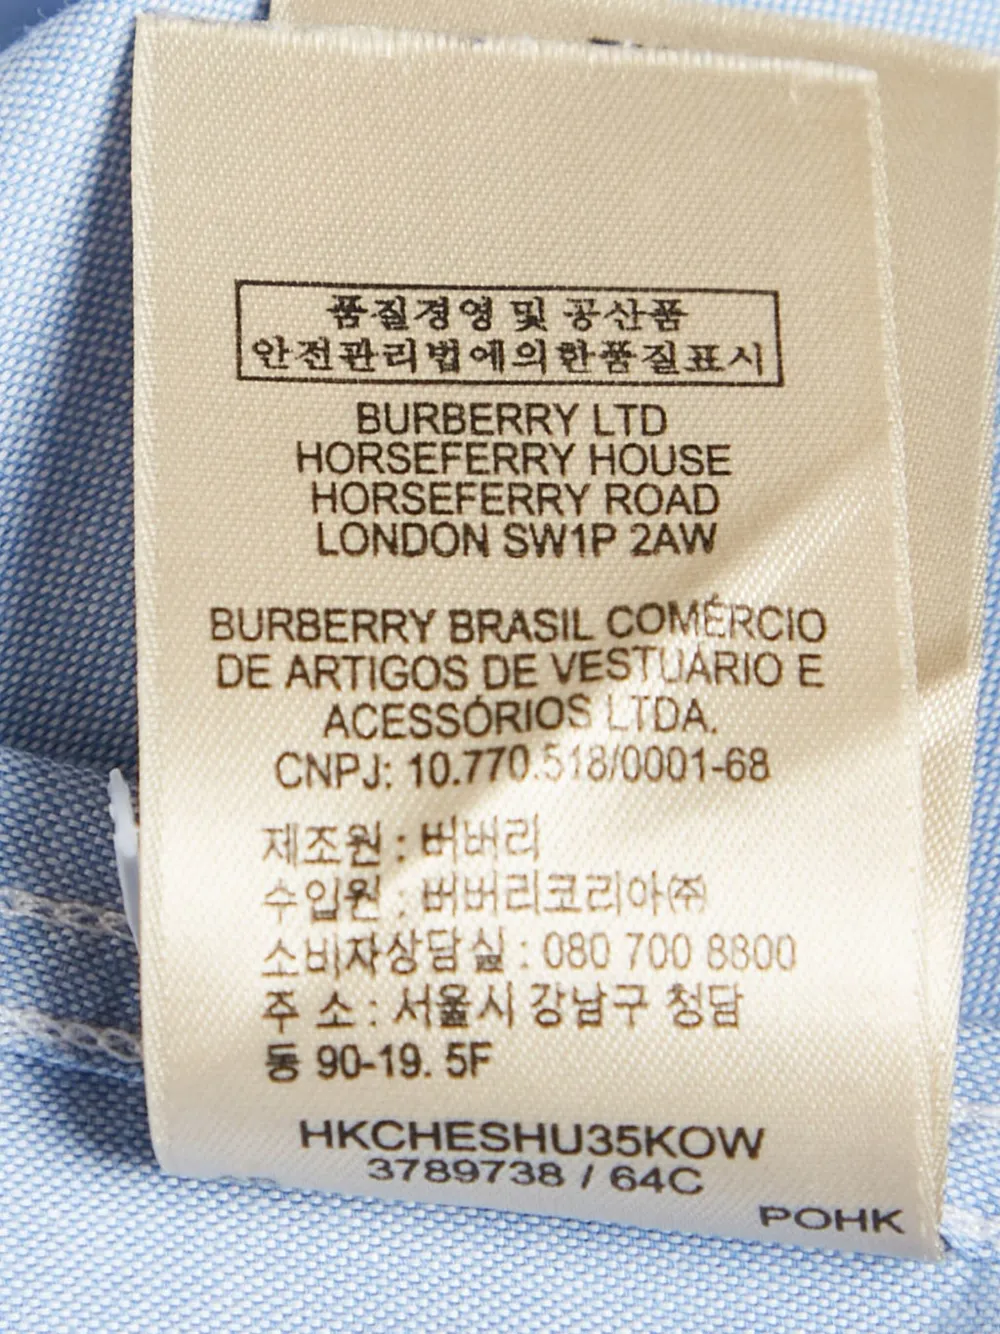 품질경영 및 공산품
안전관리법에의한품질표시
BURBERRY LTD
HORSEFERRY HOUSE
HORSEFERRY ROAD
LONDON SW1P 2AW
BURBERRY BRASIL COMÉRCIO
DE ARTIGOS DE VESTUÁRIO E
ACESSÓRIOS LTDA.
CNPJ: 10.770.518/0001-68
제조원 : 버버리
수입원 : 버버리코리아㈜
소비자상담실 : 080 700 8800
주 소 : 서울시 강남구 청담
동 90-19. 5F
HKCHESHU35KOW
3789738 / 64C
POHK